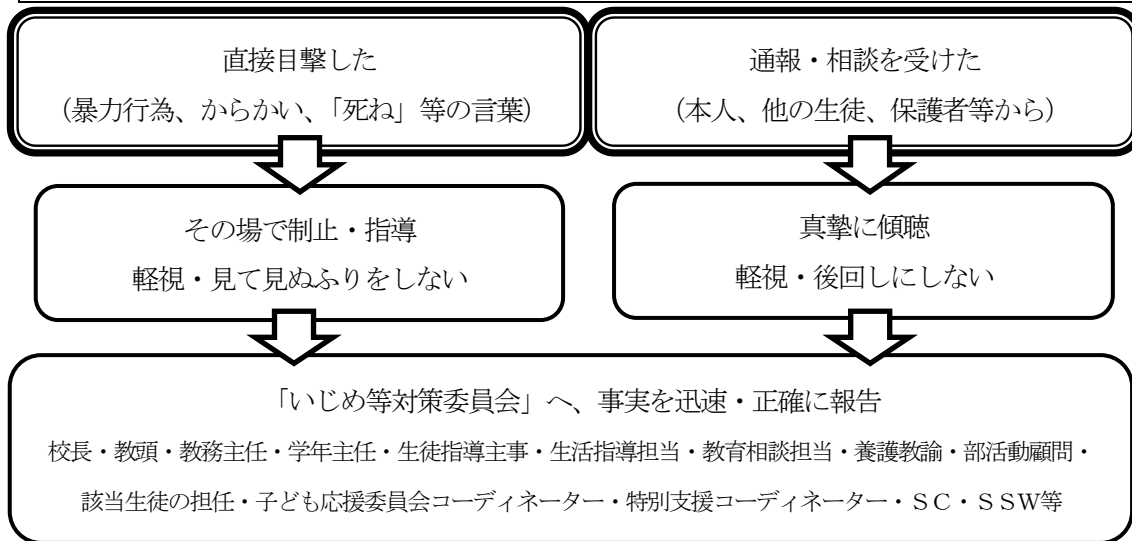 直接目撃した
（暴力行為、からかい、「死ね」等の言葉）
通報・相談を受けた
（本人、他の生徒、保護者等から）
その場で制止・指導
軽視・見て見ぬふりをしない
真摯に傾聴
軽視・後回しにしない
「いじめ等対策委員会」へ、事実を迅速・正確に報告
校長・教頭・教務主任・学年主任・生徒指導主事・生活指導担当・教育相談担当・養護教諭・部活動顧問・
該当生徒の担任・子ども応援委員会コーディネーター・特別支援コーディネーター・ＳＣ・ＳＳＷ等